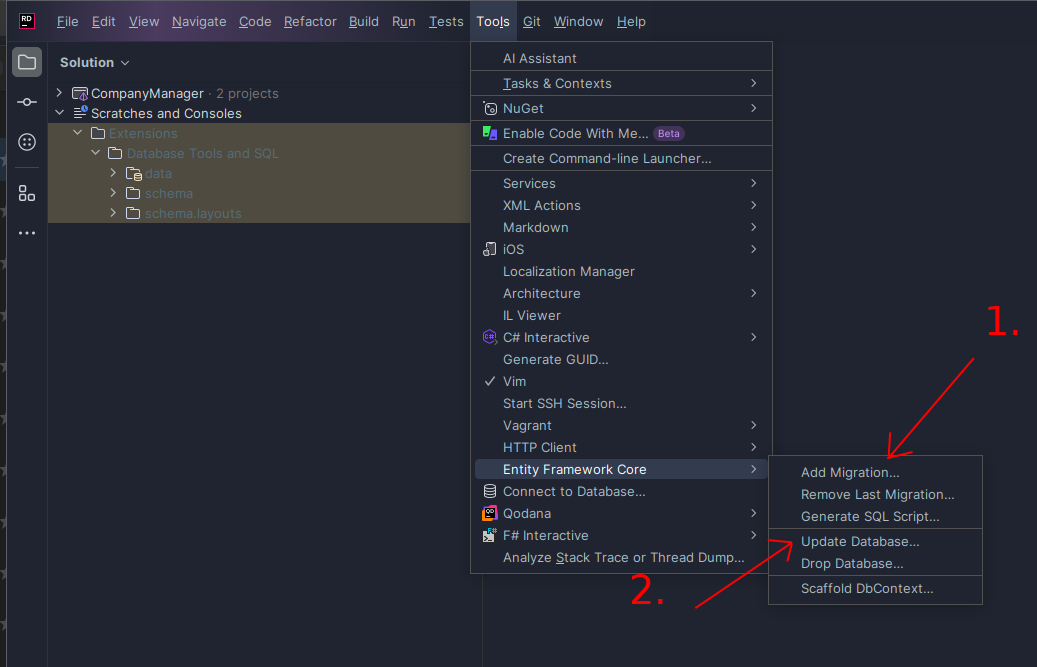 RD
File Edit View Navigate Code Refactor Build Run Tests Tools Git Window Help
Solution
CompanyManager · 2 projects
Scratches and Consoles
Extensions
Database Tools and SQL
data
schema
schema.layouts
AI Assistant
Tasks & Contexts
NuGet
Enable Code With Me... Beta
Create Command-line Launcher...
Services
XML Actions
Markdown
iOS
Localization Manager
Architecture
IL Viewer
C# Interactive
Generate GUID...
Vim
Start SSH Session...
Vagrant
HTTP Client
Entity Framework Core
Connect to Database...
Qodana
F# Interactive
Analyze Stack Trace or Thread Dump...
1.
Add Migration...
Remove Last Migration...
Generate SQL Script...
Update Database...
Drop Database...
Scaffold DbContext...
2.